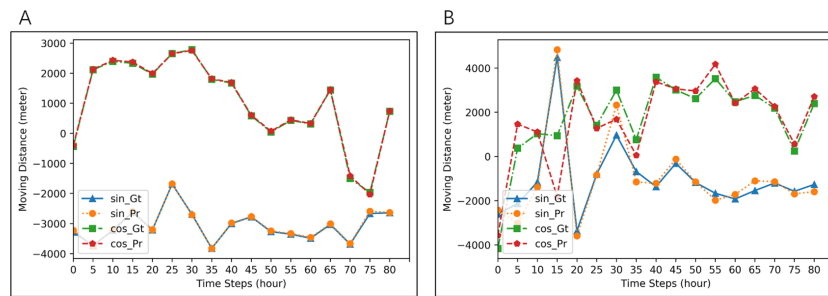 A
B
3000
2000
1000
0
−1000
−2000
−3000
−4000
Moving Distance (meter)
sin_Gt
sin_Pr
cos_Gt
cos_Pr
0 5 10 15 20 25 30 35 40 45 50 55 60 65 70 75 80
Time Steps (hour)
4000
2000
0
−2000
−4000
Moving Distance (meter)
sin_Gt
sin_Pr
cos_Gt
cos_Pr
0 5 10 15 20 25 30 35 40 45 50 55 60 65 70 75 80
Time Steps (hour)